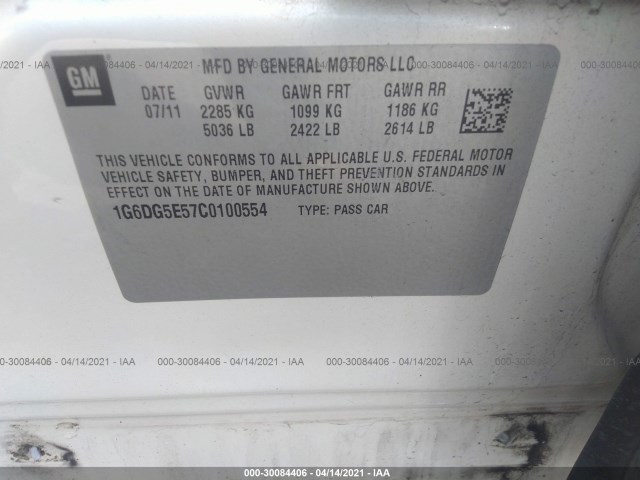 000-30084406 - 04/14/2021 - IAA
GM
MFD BY GENERAL MOTORS LLC
DATE GVWR GAWR FRT GAWR RR
07/11 2285 KG 1099 KG 1186 KG
5036 LB 2422 LB 2614 LB
THIS VEHICLE CONFORMS TO ALL APPLICABLE U.S. FEDERAL MOTOR
VEHICLE SAFETY, BUMPER, AND THEFT PREVENTION STANDARDS IN
EFFECT ON THE DATE OF MANUFACTURE SHOWN ABOVE.
1G6DG5E57C0100554 TYPE: PASS CAR
000-30084406 - 04/14/2021 - IAA
000-30084406 - 04/14/2021 - IAA